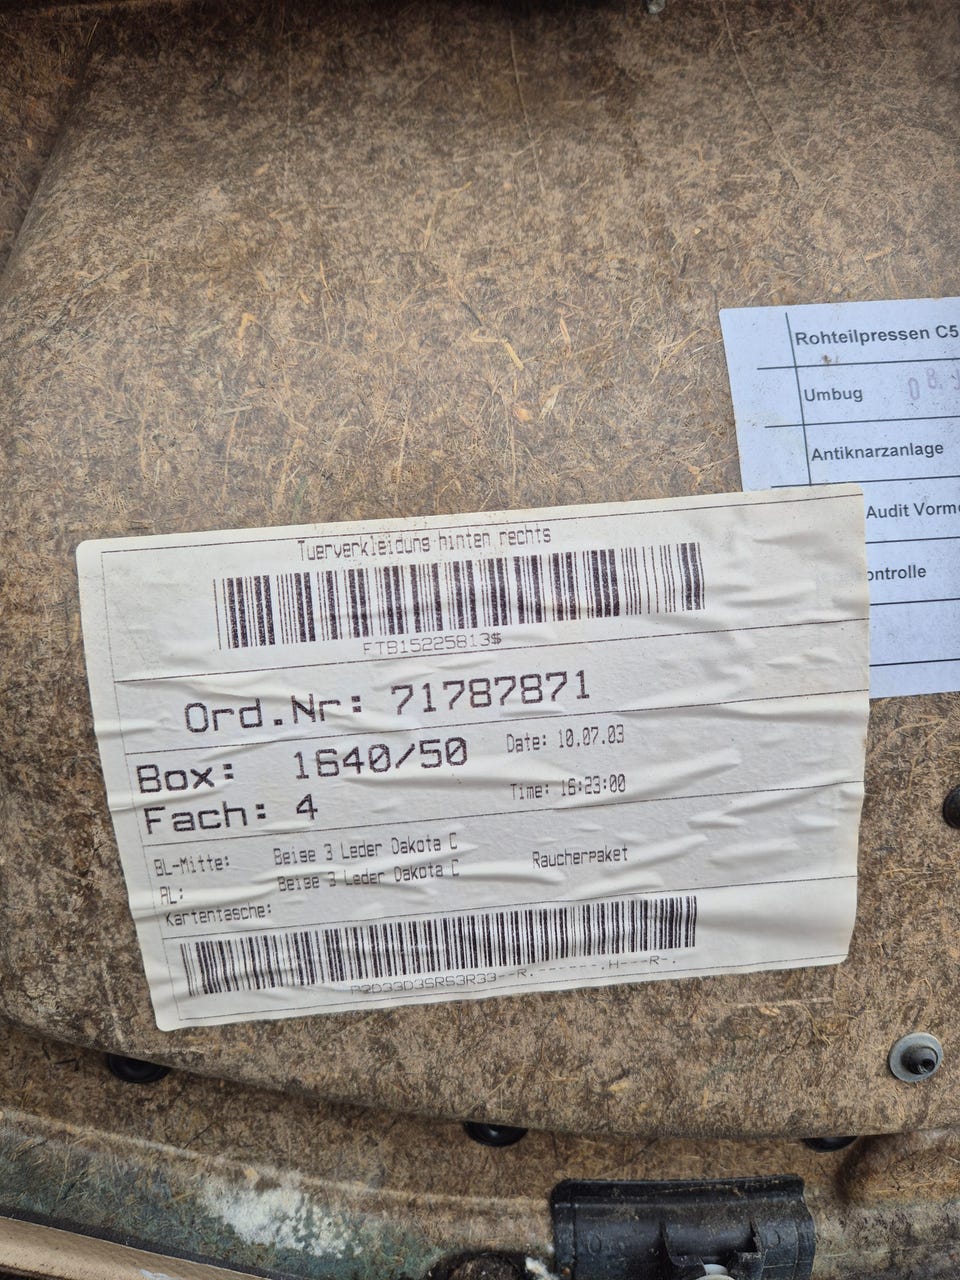 Rohteilpressen C5
Umbug 08.
Antiknarzanlage
Audit Vorm
ontrolle
Tuerverkleidung hinten rechts
FTB15225813$
Ord.Nr: 71787871
Box: 1640/50
Date: 10.07.03
Fach: 4
Time: 16:23:00
BL-Mitte: Beige 3 Leder Dakota C
AL: Beige 3 Leder Dakota C
Raucherpaket
Kartentasche: